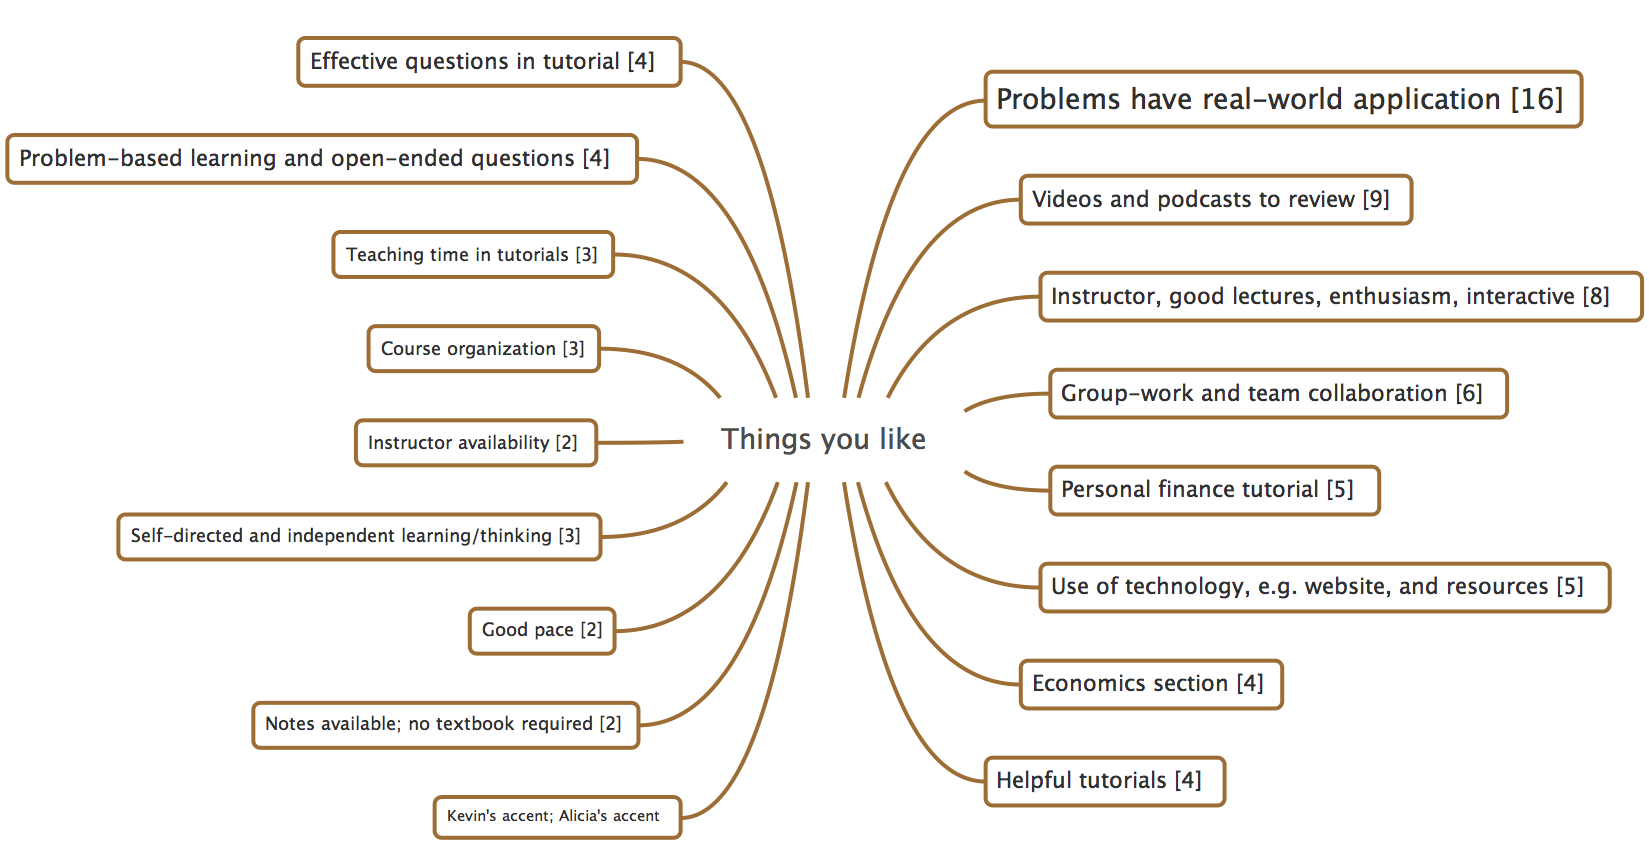 Effective questions in tutorial [4]
Problem-based learning and open-ended questions [4]
Teaching time in tutorials [3]
Course organization [3]
Instructor availability [2]
Self-directed and independent learning/thinking [3]
Good pace [2]
Notes available; no textbook required [2]
Kevin's accent; Alicia's accent
Things you like
Problems have real-world application [16]
Videos and podcasts to review [9]
Instructor, good lectures, enthusiasm, interactive [8]
Group-work and team collaboration [6]
Personal finance tutorial [5]
Use of technology, e.g. website, and resources [5]
Economics section [4]
Helpful tutorials [4]